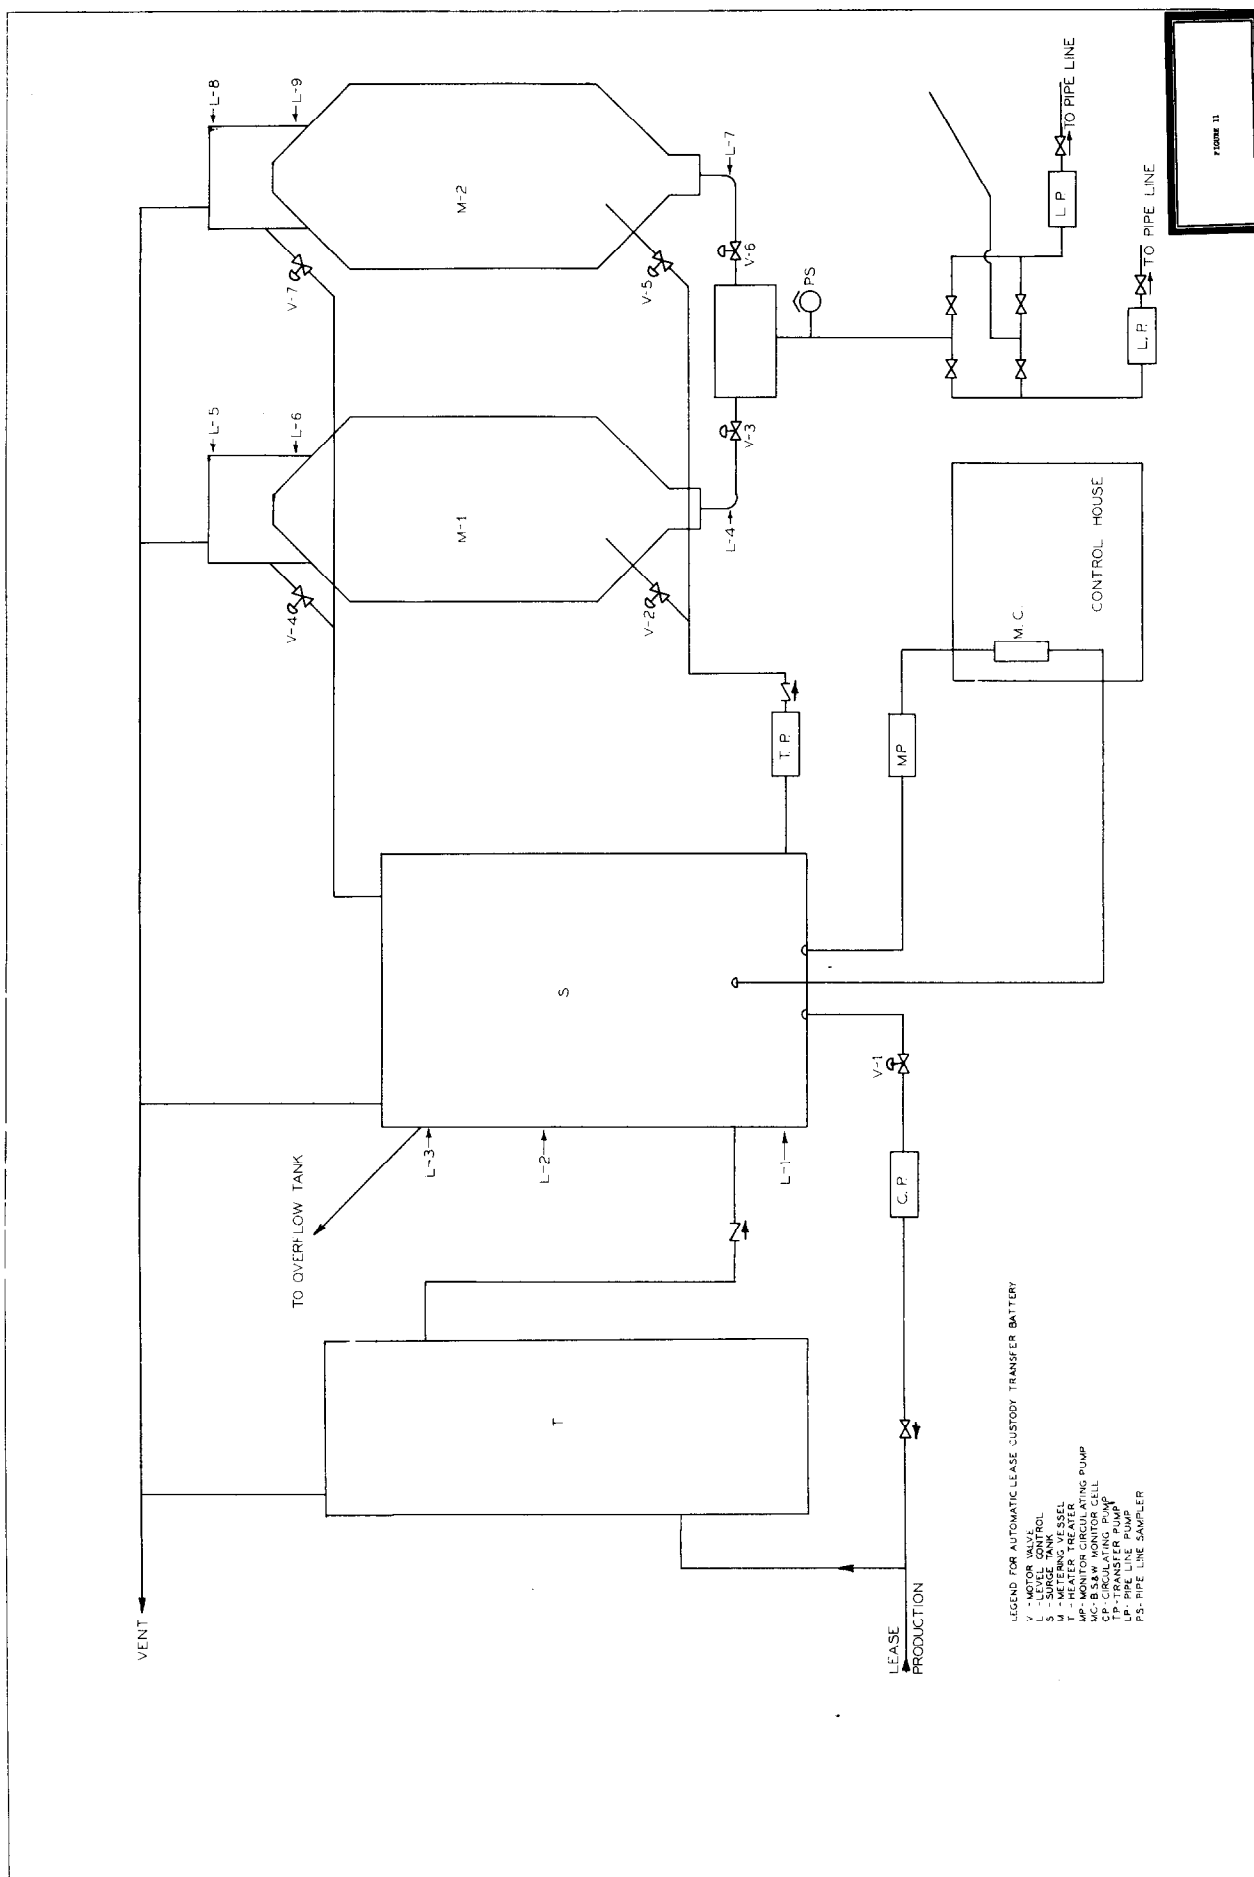 VENT
TO OVERFLOW TANK
L-3
L-2
L-1
T
S
LEASE
PRODUCTION
C.P.
V-1
MP
M.C.
CONTROL HOUSE
T.P.
V-4
V-7
L-5
L-6
L-8
L-9
M-1
M-2
V-2
V-5
L-4
V-3
V-6
L-7
PS
L.P.
TO PIPE LINE
L.P.
TO PIPE LINE
LEGEND FOR AUTOMATIC LEASE CUSTODY TRANSFER BATTERY
V - MOTOR VALVE
L - LEVEL CONTROL
S - SURGE TANK
M - METERING VESSEL
T - HEATER TREATER
MP- MONITOR CIRCULATING PUMP
MC- B.S.&W. MONITOR CELL
CP- CIRCULATING PUMP
TP- TRANSFER PUMP
LP- PIPE LINE PUMP
PS- PIPE LINE SAMPLER
FIGURE 11